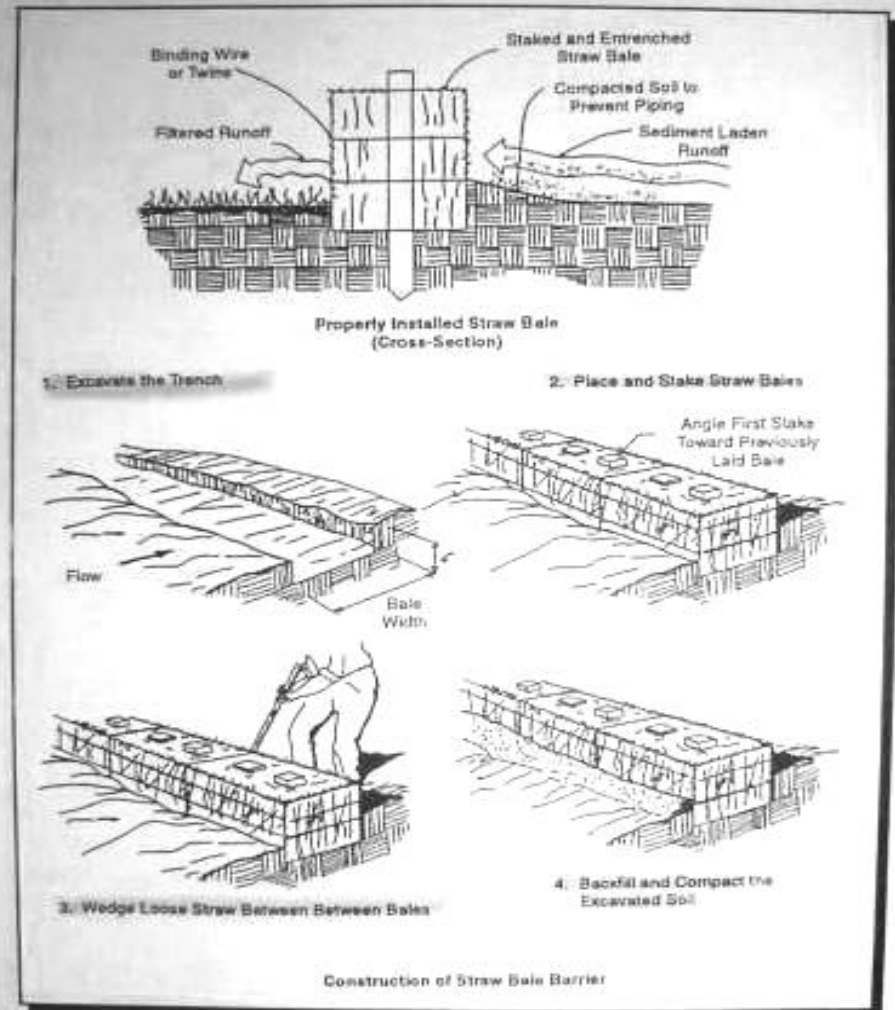 Binding Wire
or Twine
Staked and Entrenched
Straw Bale
Compacted Soil to
Prevent Piping
Filtered Runoff
Sediment Laden
Runoff
Properly Installed Straw Bale
(Cross-Section)
1. Excavate the Trench
2. Place and Stake Straw Bales
Angle First Stake
Toward Previously
Laid Bale
Flow
Bale
Width
3. Wedge Loose Straw Between Between Bales
4. Backfill and Compact the
Excavated Soil
Construction of Straw Bale Barrier